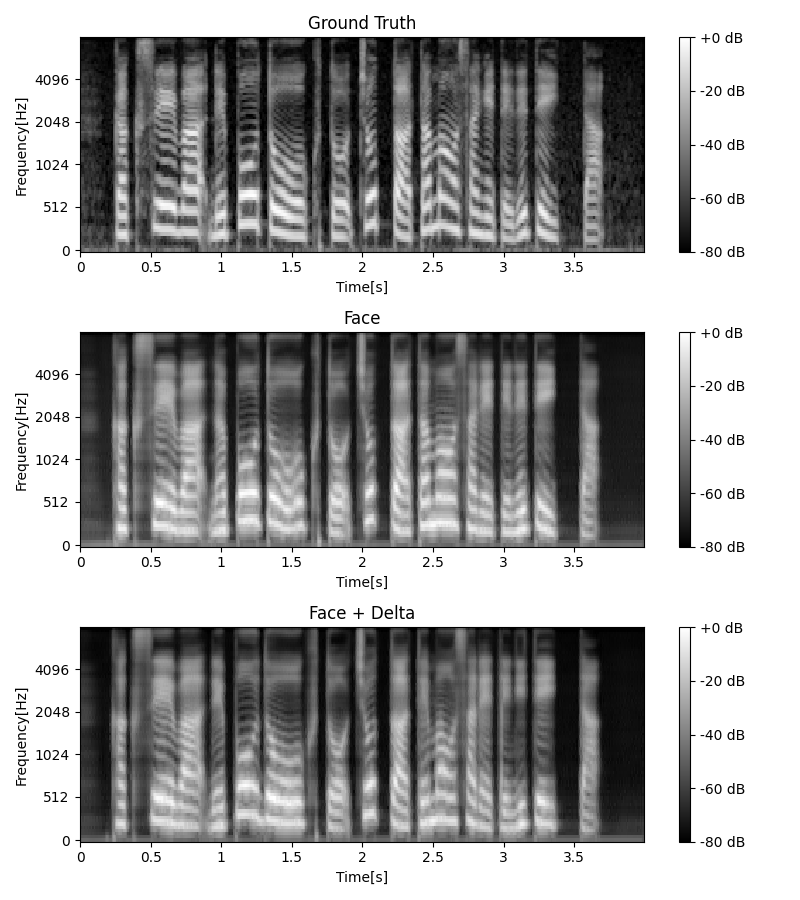 Ground Truth
Frequency[Hz]
4096
2048
1024
512
0
0 0.5 1 1.5 2 2.5 3 3.5
Time[s]
+0 dB
-20 dB
-40 dB
-60 dB
-80 dB
Face
Frequency[Hz]
4096
2048
1024
512
0
0 0.5 1 1.5 2 2.5 3 3.5
Time[s]
+0 dB
-20 dB
-40 dB
-60 dB
-80 dB
Face + Delta
Frequency[Hz]
4096
2048
1024
512
0
0 0.5 1 1.5 2 2.5 3 3.5
Time[s]
+0 dB
-20 dB
-40 dB
-60 dB
-80 dB